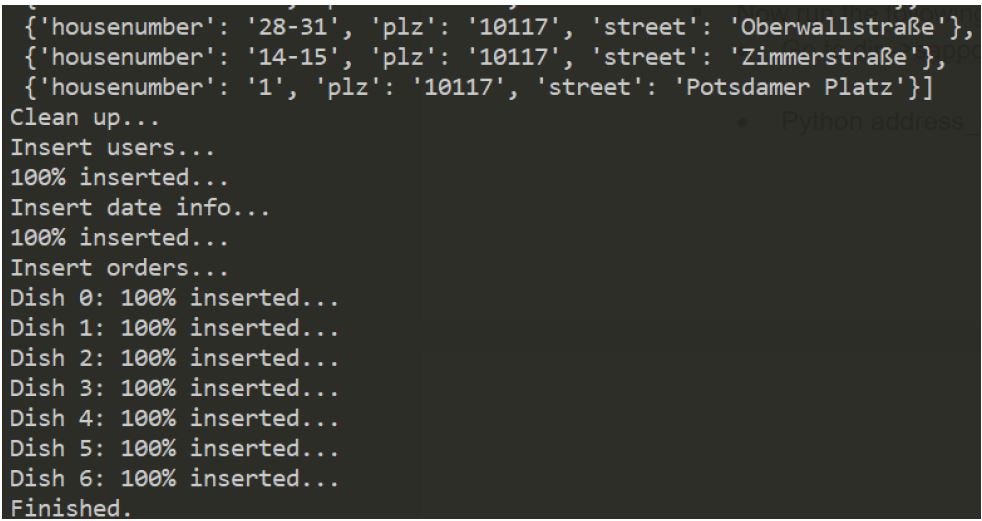 {'housenumber': '28-31', 'plz': '10117', 'street': 'Oberwallstraße'},
{'housenumber': '14-15', 'plz': '10117', 'street': 'Zimmerstraße'},
{'housenumber': '1', 'plz': '10117', 'street': 'Potsdamer Platz'}]
Clean up...
• Python address_
Insert users...
100% inserted...
Insert date info...
100% inserted...
Insert orders...
Dish 0: 100% inserted...
Dish 1: 100% inserted...
Dish 2: 100% inserted...
Dish 3: 100% inserted...
Dish 4: 100% inserted...
Dish 5: 100% inserted...
Dish 6: 100% inserted...
Finished.